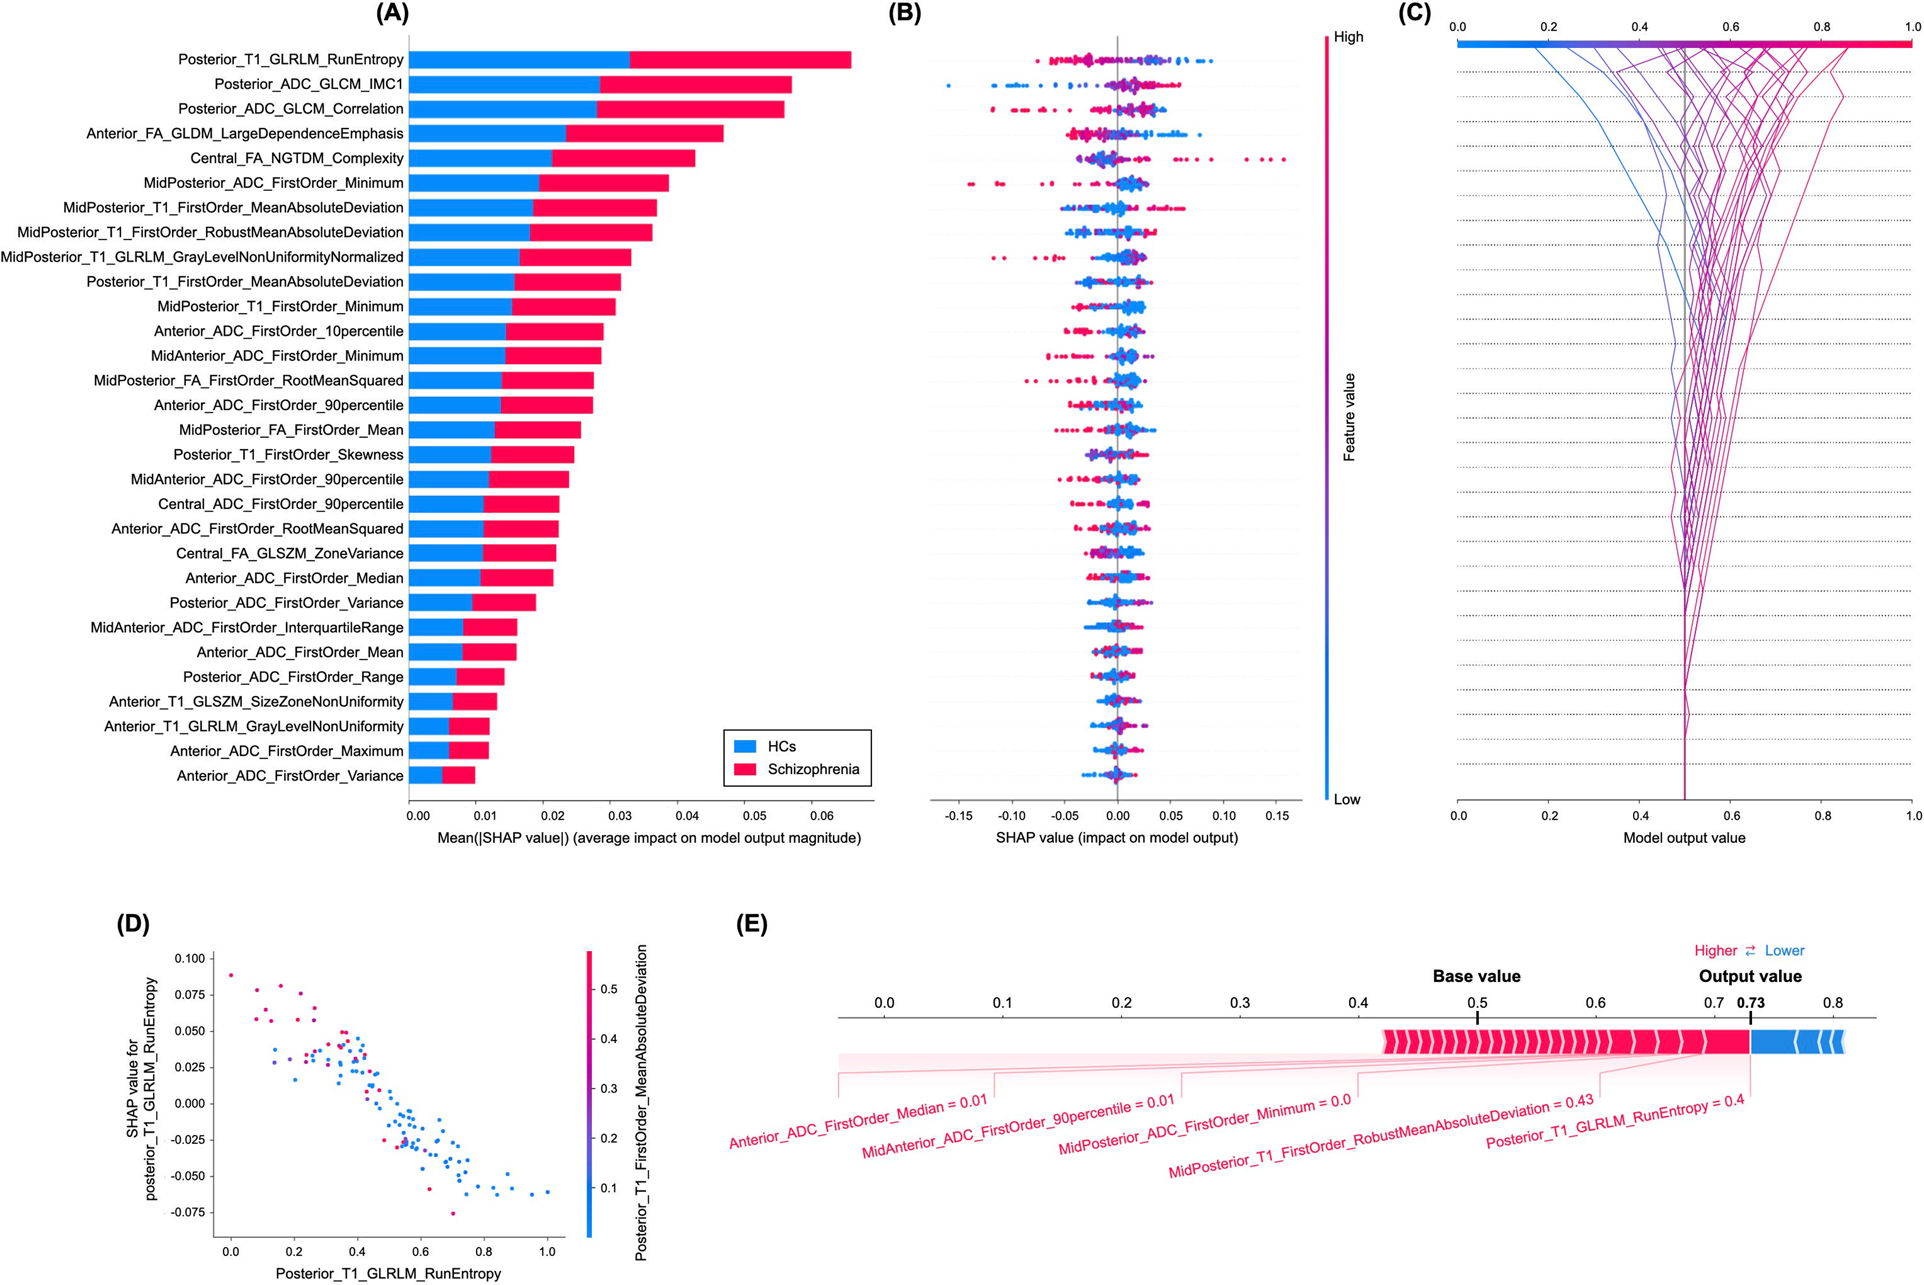 (A)
Posterior_T1_GLRLM_RunEntropy
Posterior_ADC_GLCM_IMC1
Posterior_ADC_GLCM_Correlation
Anterior_FA_GLDM_LargeDependenceEmphasis
Central_FA_NGTDM_Complexity
MidPosterior_ADC_FirstOrder_Minimum
MidPosterior_T1_FirstOrder_MeanAbsoluteDeviation
MidPosterior_T1_FirstOrder_RobustMeanAbsoluteDeviation
MidPosterior_T1_GLRLM_GrayLevelNonUniformityNormalized
Posterior_T1_FirstOrder_MeanAbsoluteDeviation
MidPosterior_T1_FirstOrder_Minimum
Anterior_ADC_FirstOrder_10percentile
MidAnterior_ADC_FirstOrder_Minimum
MidPosterior_FA_FirstOrder_RootMeanSquared
Anterior_ADC_FirstOrder_90percentile
MidPosterior_FA_FirstOrder_Mean
Posterior_T1_FirstOrder_Skewness
MidAnterior_ADC_FirstOrder_90percentile
Central_ADC_FirstOrder_90percentile
Anterior_ADC_FirstOrder_RootMeanSquared
Central_FA_GLSZM_ZoneVariance
Anterior_ADC_FirstOrder_Median
Posterior_ADC_FirstOrder_Variance
MidAnterior_ADC_FirstOrder_InterquartileRange
Anterior_ADC_FirstOrder_Mean
Posterior_ADC_FirstOrder_Range
Anterior_T1_GLSZM_SizeZoneNonUniformity
Anterior_T1_GLRLM_GrayLevelNonUniformity
Anterior_ADC_FirstOrder_Maximum
Anterior_ADC_FirstOrder_Variance
HCs
Schizophrenia
0.00 0.01 0.02 0.03 0.04 0.05 0.06
Mean(|SHAP value|) (average impact on model output magnitude)
(B)
High
Feature value
Low
-0.15 -0.10 -0.05 0.00 0.05 0.10 0.15
SHAP value (impact on model output)
(C)
0.0 0.2 0.4 0.6 0.8 1.0
0.0 0.2 0.4 0.6 0.8 1.0
Model output value
(D)
SHAP value for
posterior_T1_GLRLM_RunEntropy
0.100
0.075
0.050
0.025
0.000
-0.025
-0.050
-0.075
0.0 0.2 0.4 0.6 0.8 1.0
Posterior_T1_GLRLM_RunEntropy
0.5
0.4
0.3
0.2
0.1
Posterior_T1_FirstOrder_MeanAbsoluteDeviation
(E)
Higher ⇄ Lower
Base value Output value
0.0 0.1 0.2 0.3 0.4 0.5 0.6 0.7 0.73 0.8
Anterior_ADC_FirstOrder_Median = 0.01
MidAnterior_ADC_FirstOrder_90percentile = 0.01
MidPosterior_ADC_FirstOrder_Minimum = 0.0
MidPosterior_T1_FirstOrder_RobustMeanAbsoluteDeviation = 0.43
Posterior_T1_GLRLM_RunEntropy = 0.4